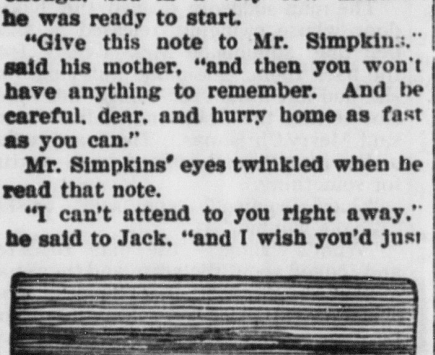 he was ready to start.
"Give this note to Mr. Simpkins,"
said his mother, "and then you won't
have anything to remember. And be
careful, dear, and hurry home as fast
as you can."
Mr. Simpkins' eyes twinkled when he
read that note.
"I can't attend to you right away,"
he said to Jack, "and I wish you'd just